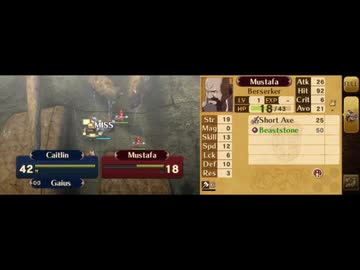 Miss
Caitlin
Mustafa
42
18
Gaius
Mustafa
Berserker
LV 1 EXP -
HP 18/43
Atk 26
Hit 92
Crit 6
Avo 21
Str 19
Mag 0
Skill 13
Spd 12
Lck 6
Def 10
Res 3
Short Axe 25
Beaststone 50